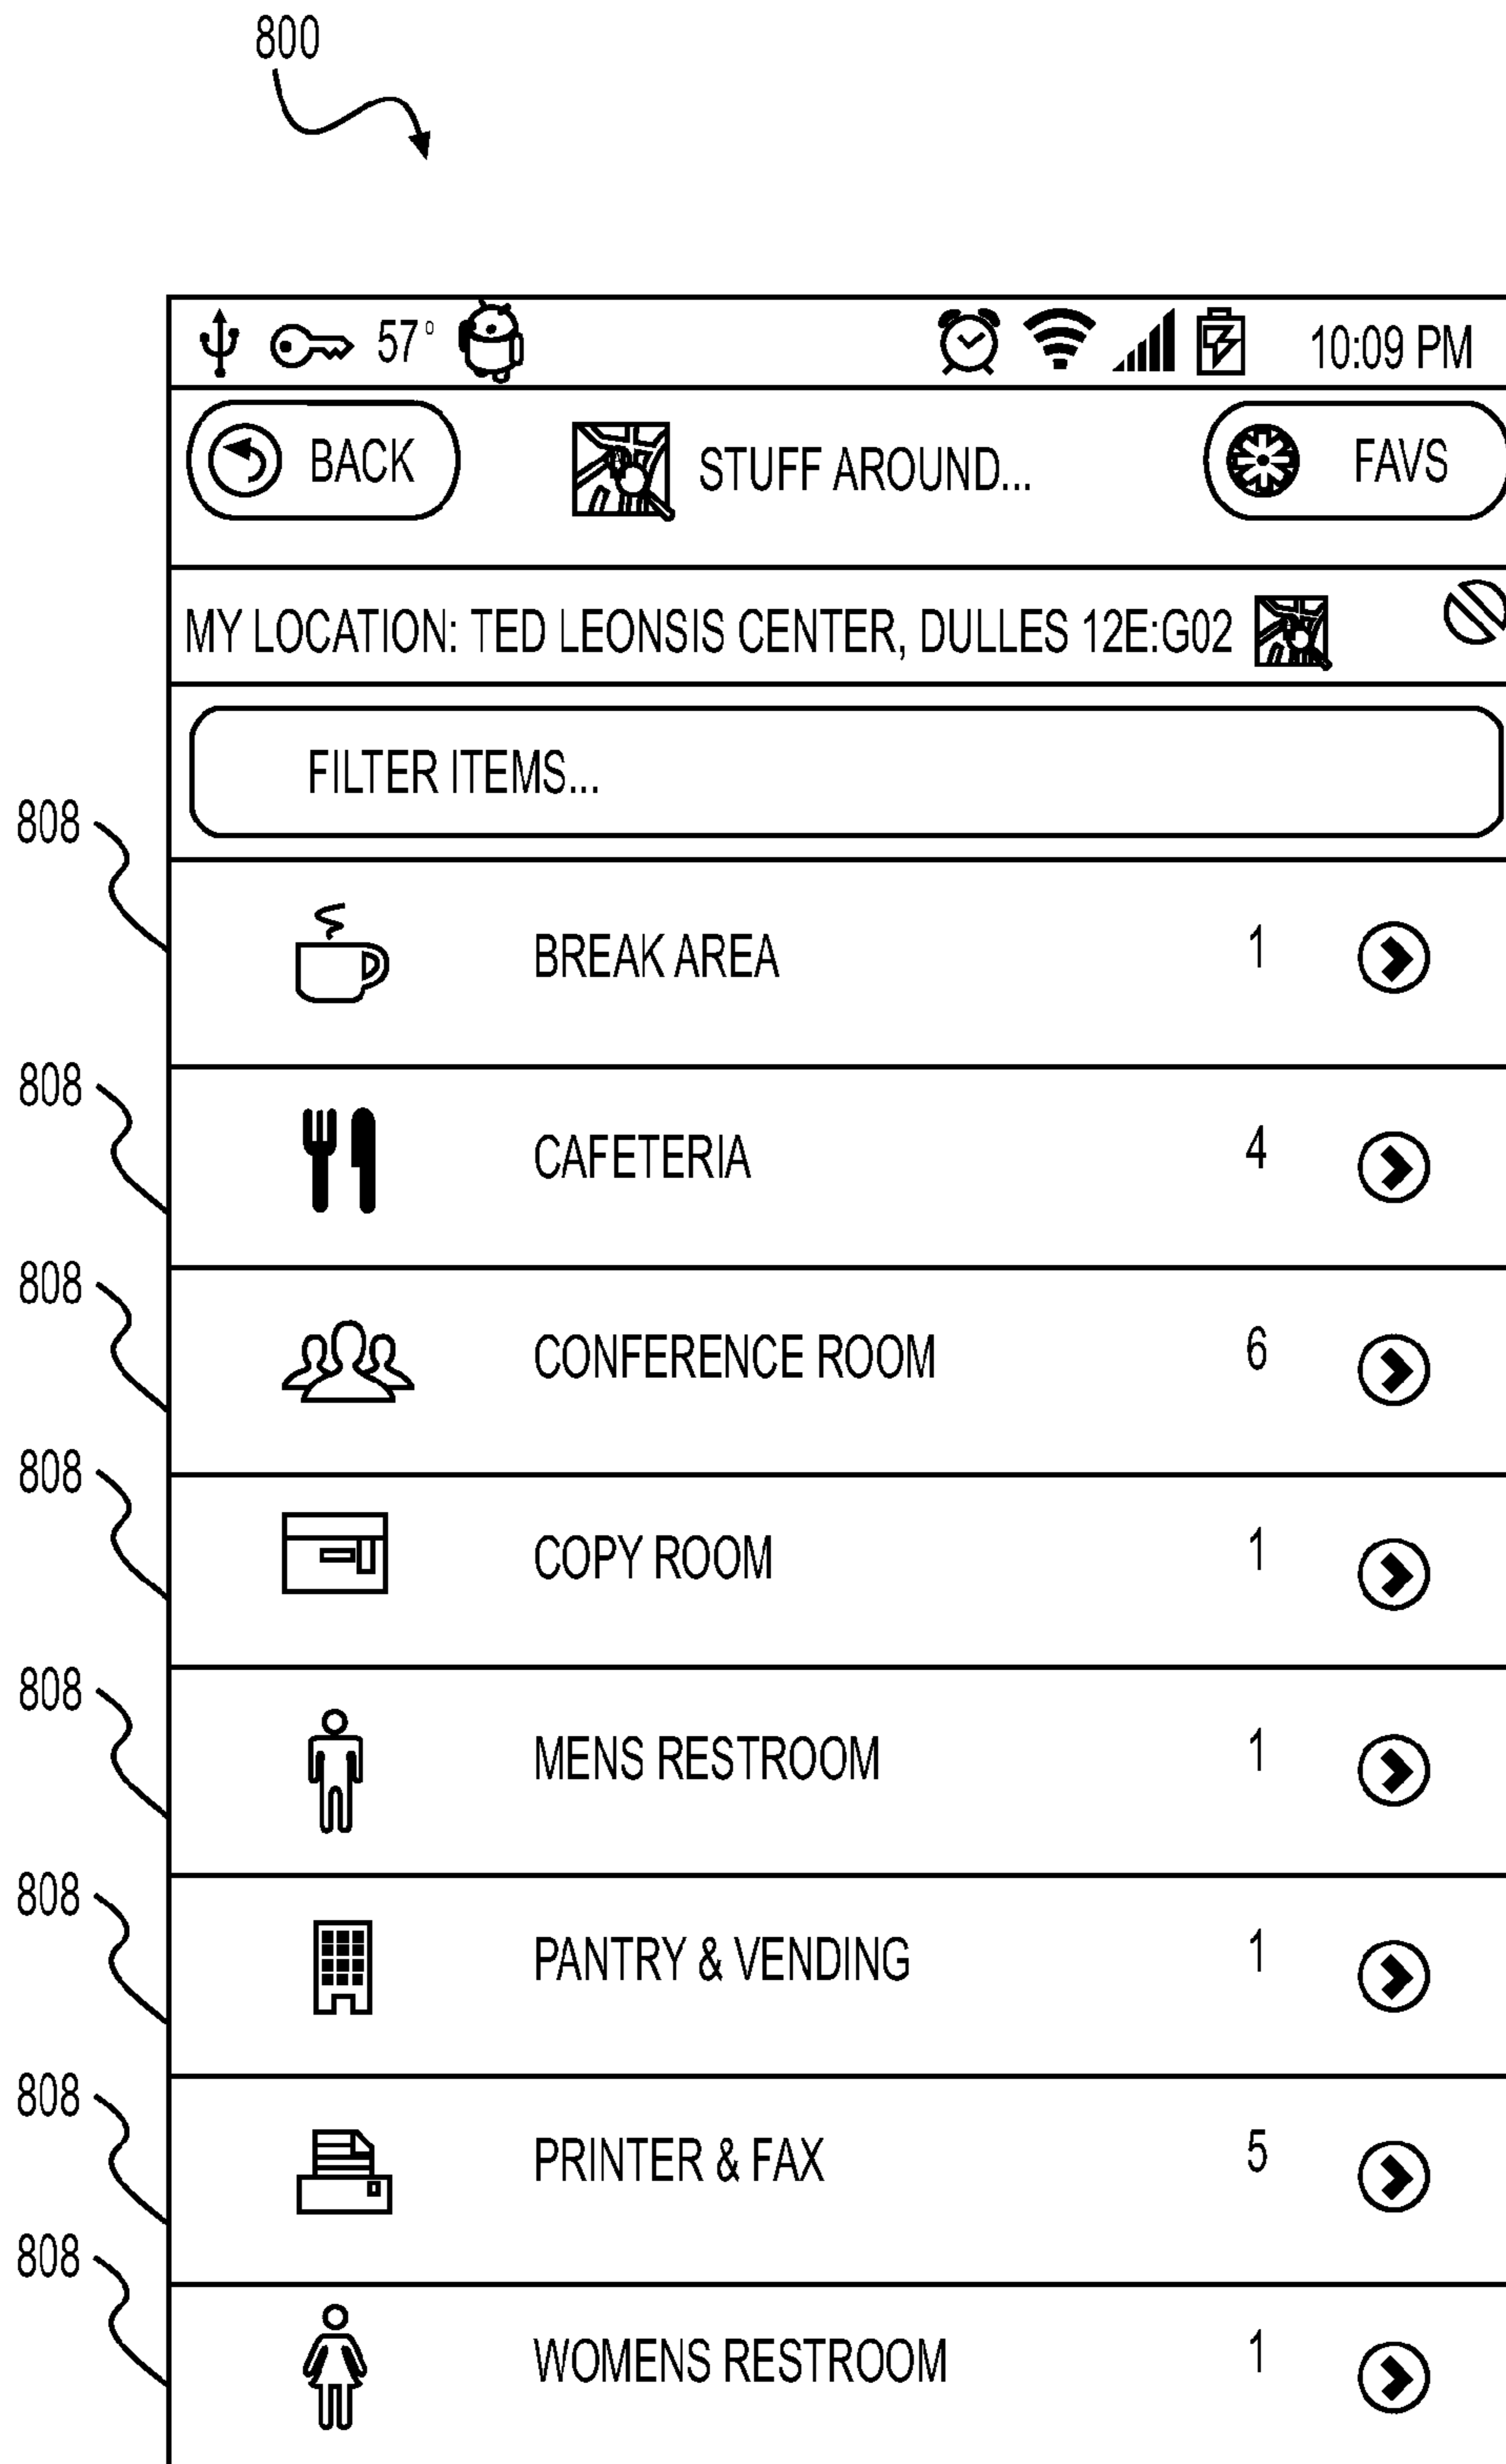 800
57° 10:09 PM
BACK STUFF AROUND... FAVS
MY LOCATION: TED LEONSIS CENTER, DULLES 12E:G02
FILTER ITEMS...
808
BREAK AREA 1
808
CAFETERIA 4
808
CONFERENCE ROOM 6
808
COPY ROOM 1
808
MENS RESTROOM 1
808
PANTRY & VENDING 1
808
PRINTER & FAX 5
808
WOMENS RESTROOM 1